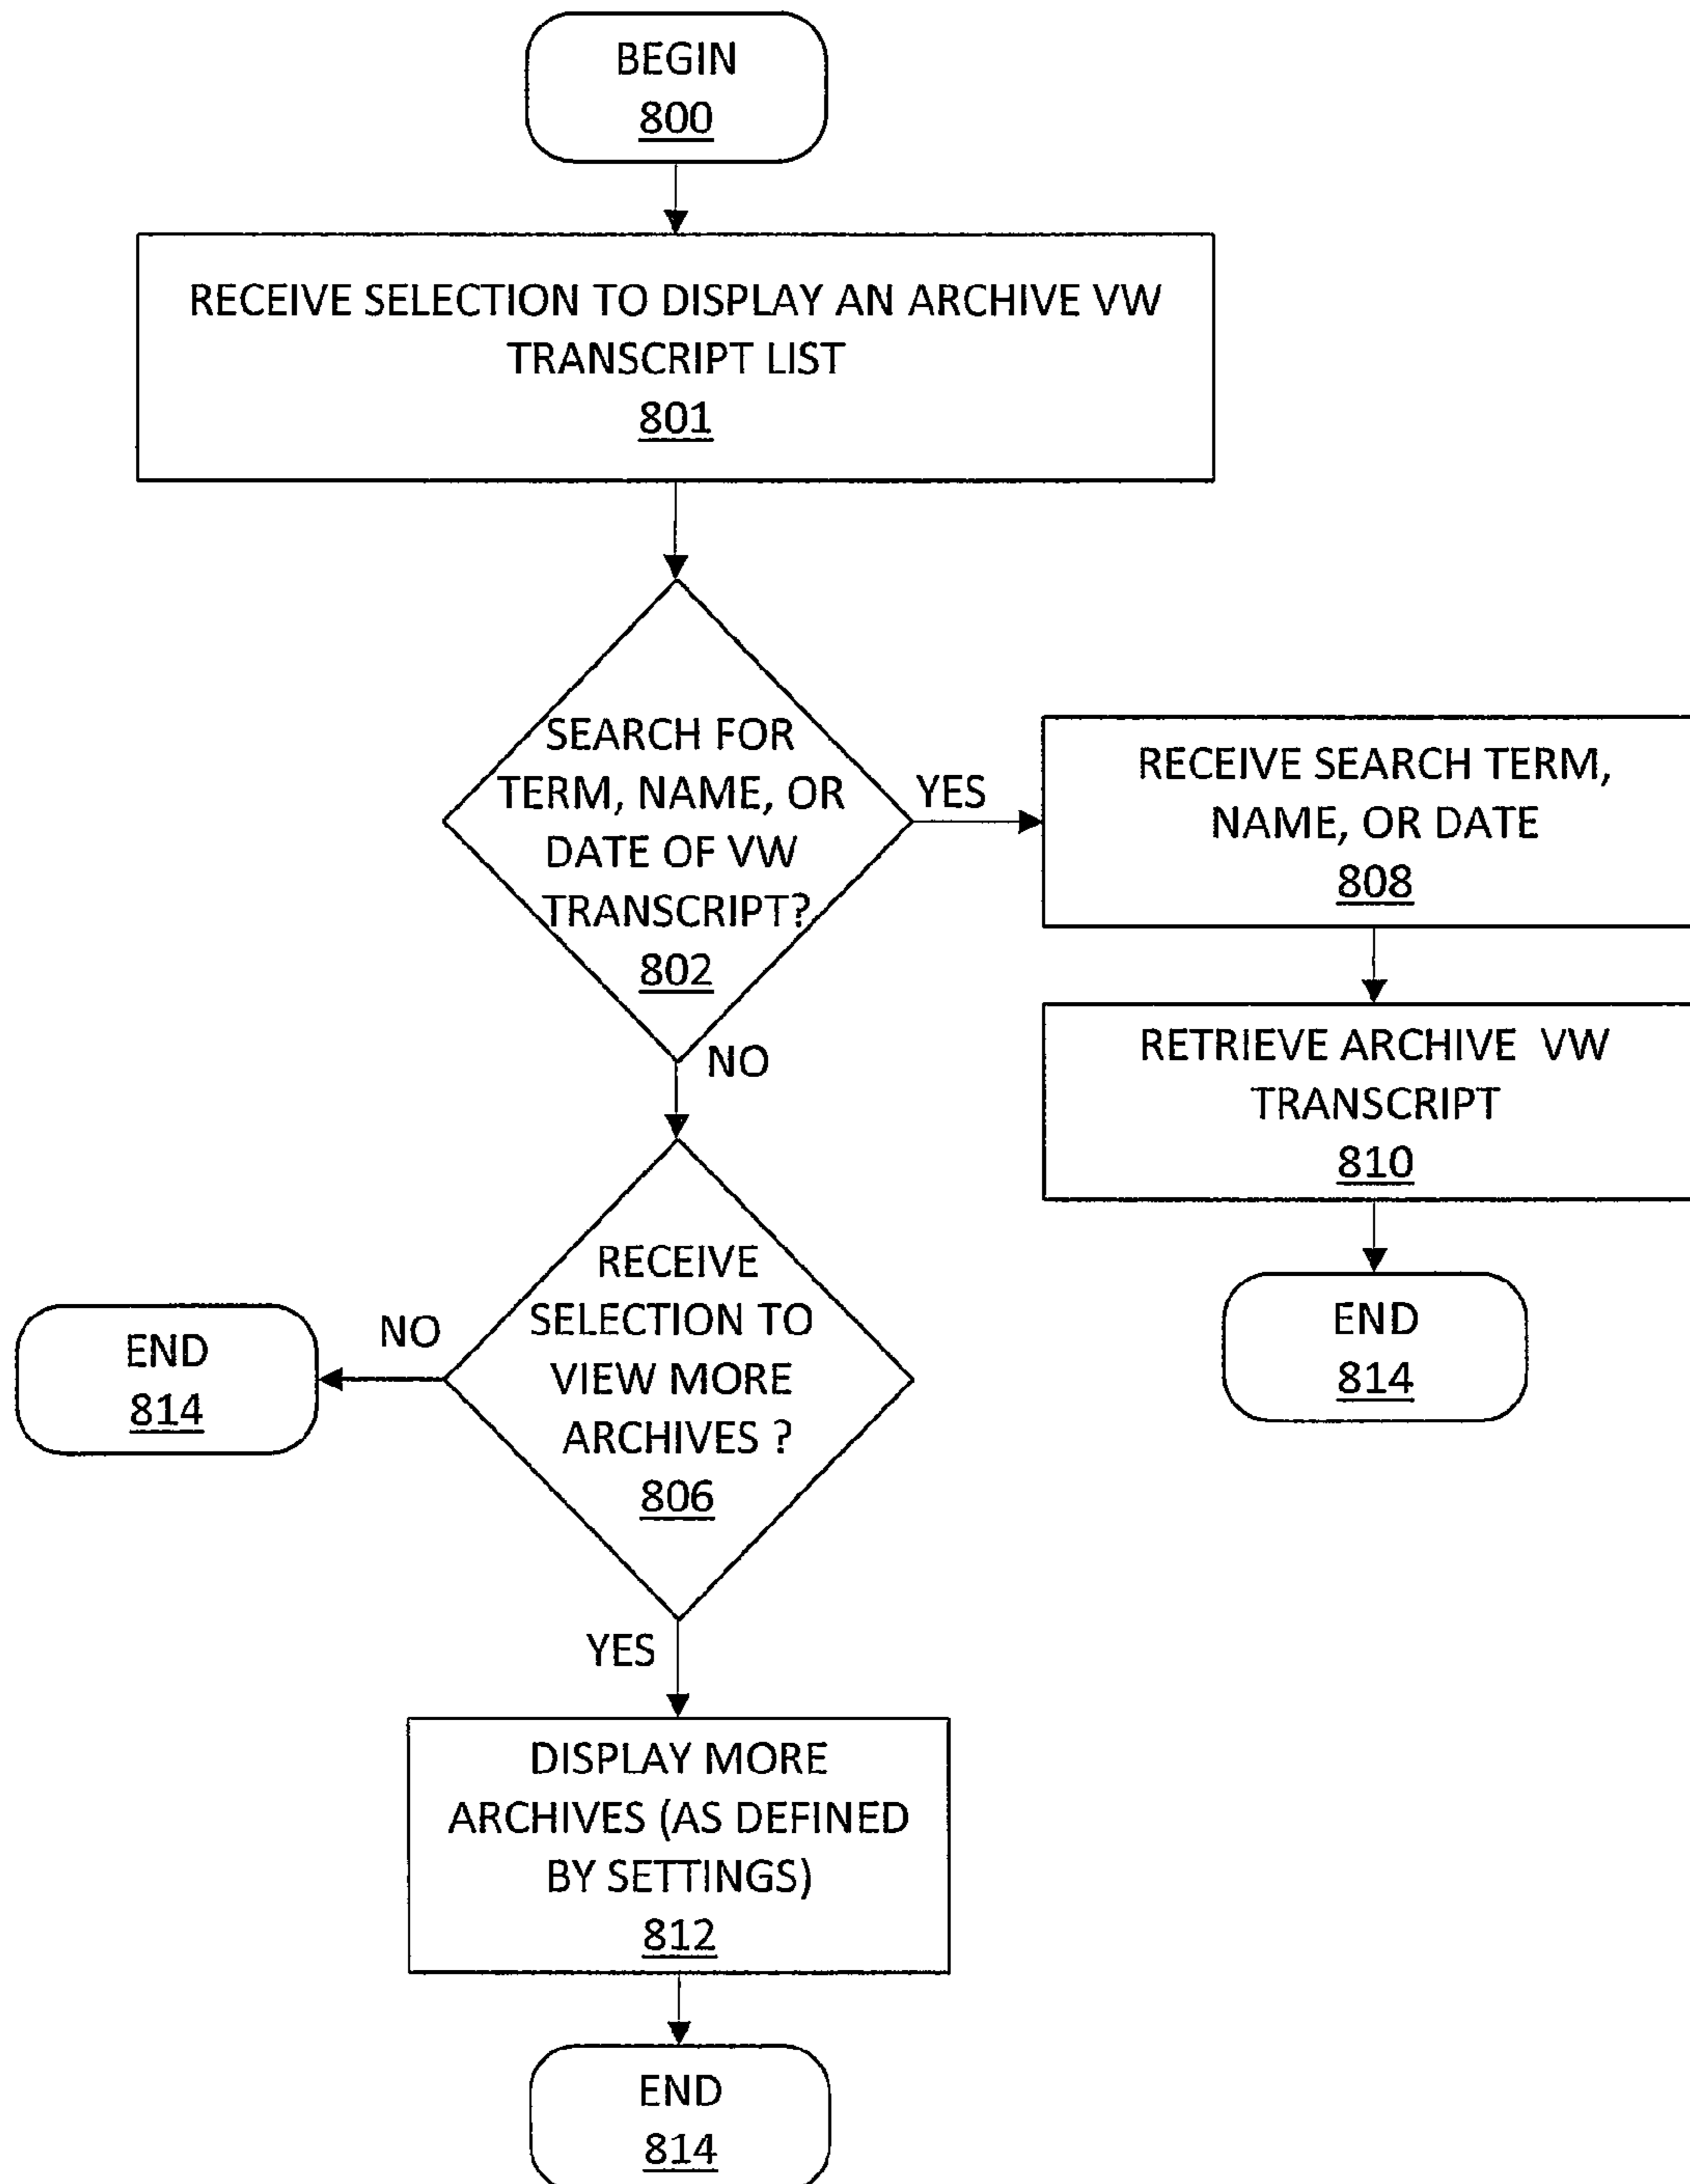 BEGIN
800
RECEIVE SELECTION TO DISPLAY AN ARCHIVE VW
TRANSCRIPT LIST
801
SEARCH FOR
TERM, NAME, OR
DATE OF VW
TRANSCRIPT?
802
YES
RECEIVE SEARCH TERM,
NAME, OR DATE
808
NO
RETRIEVE ARCHIVE VW
TRANSCRIPT
810
END
814
RECEIVE
SELECTION TO
VIEW MORE
ARCHIVES ?
806
NO
END
814
YES
DISPLAY MORE
ARCHIVES (AS DEFINED
BY SETTINGS)
812
END
814